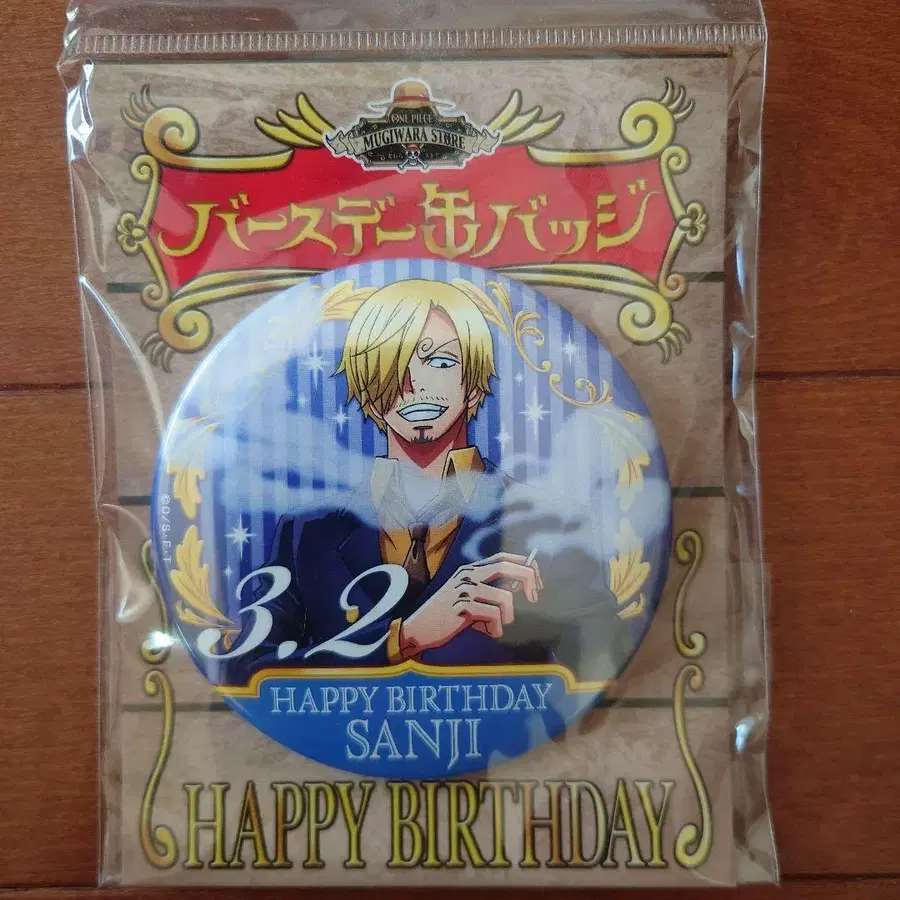 ONE PIECE
MUGIWARA STORE
バースデー缶バッジ
©O/S・F・T
3.2
HAPPY BIRTHDAY
SANJI
HAPPY BIRTHDAY